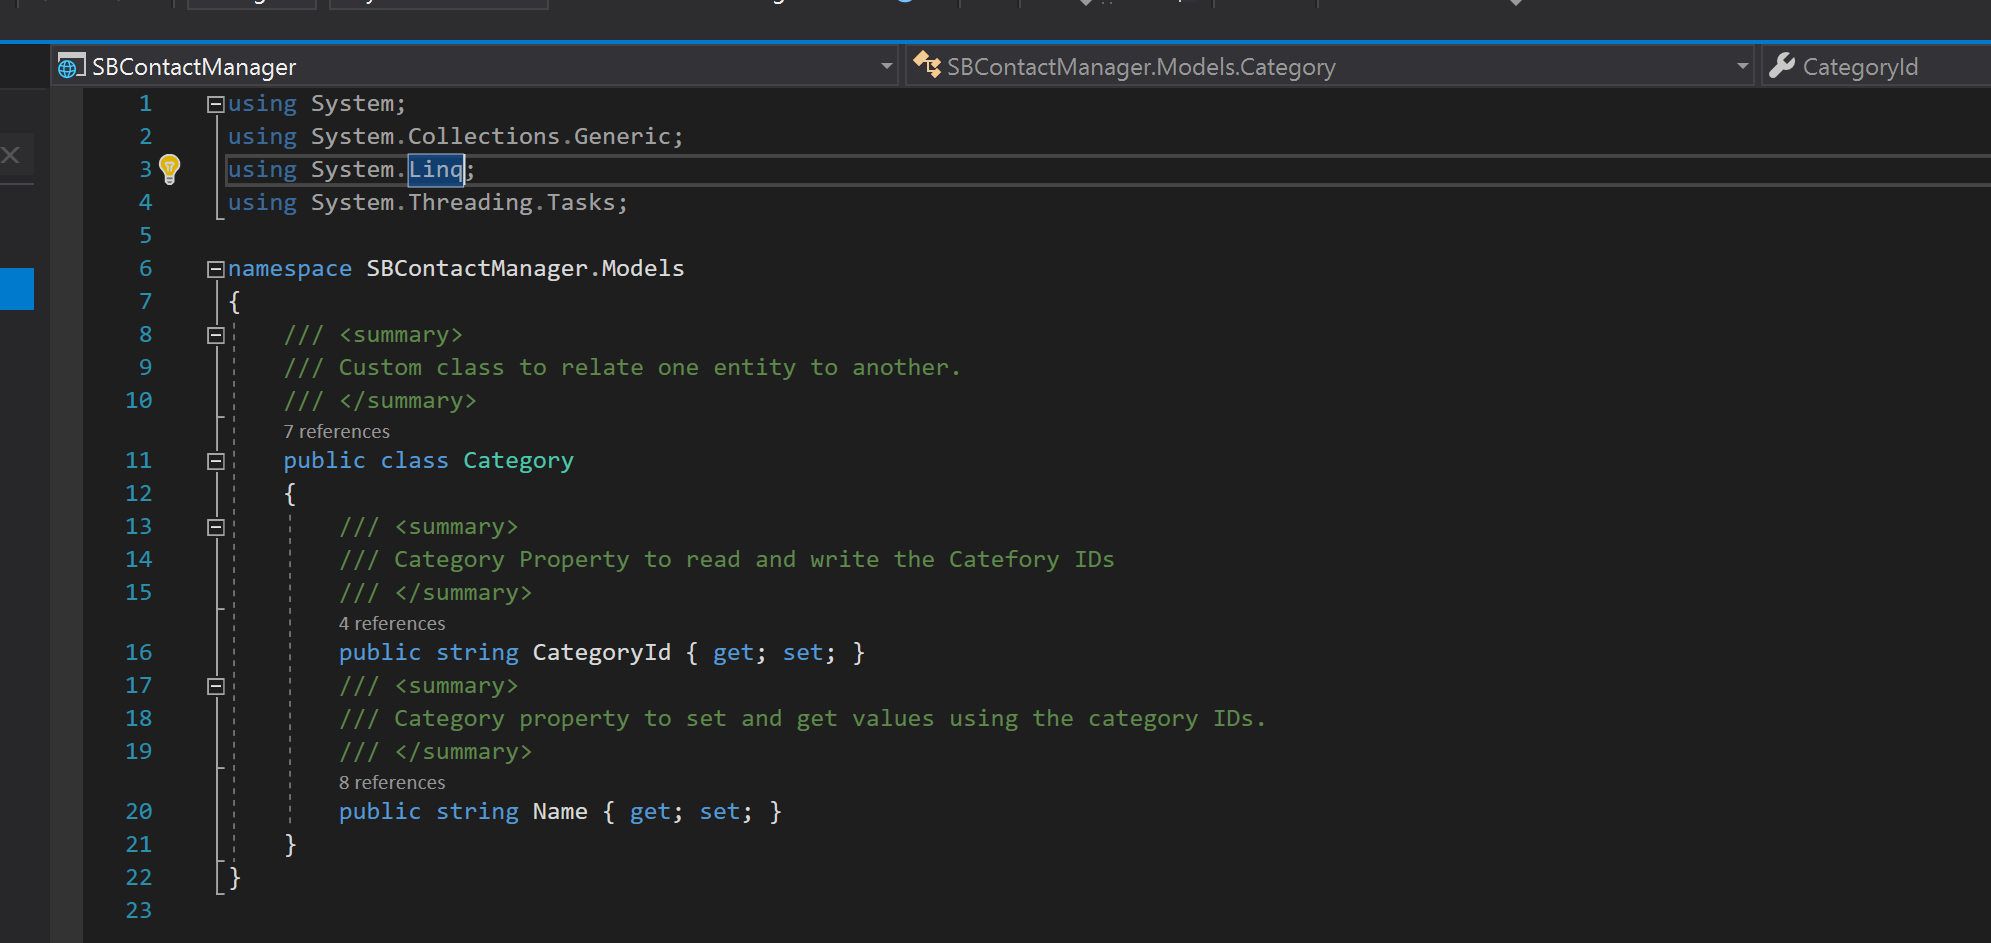 SBContactManager SBContactManager.Models.Category CategoryId
1 using System;
2 using System.Collections.Generic;
3 using System.Linq;
4 using System.Threading.Tasks;
5
6 namespace SBContactManager.Models
7 {
8 /// <summary>
9 /// Custom class to relate one entity to another.
10 /// </summary>
7 references
11 public class Category
12 {
13 /// <summary>
14 /// Category Property to read and write the Catefory IDs
15 /// </summary>
4 references
16 public string CategoryId { get; set; }
17 /// <summary>
18 /// Category property to set and get values using the category IDs.
19 /// </summary>
8 references
20 public string Name { get; set; }
21 }
22 }
23